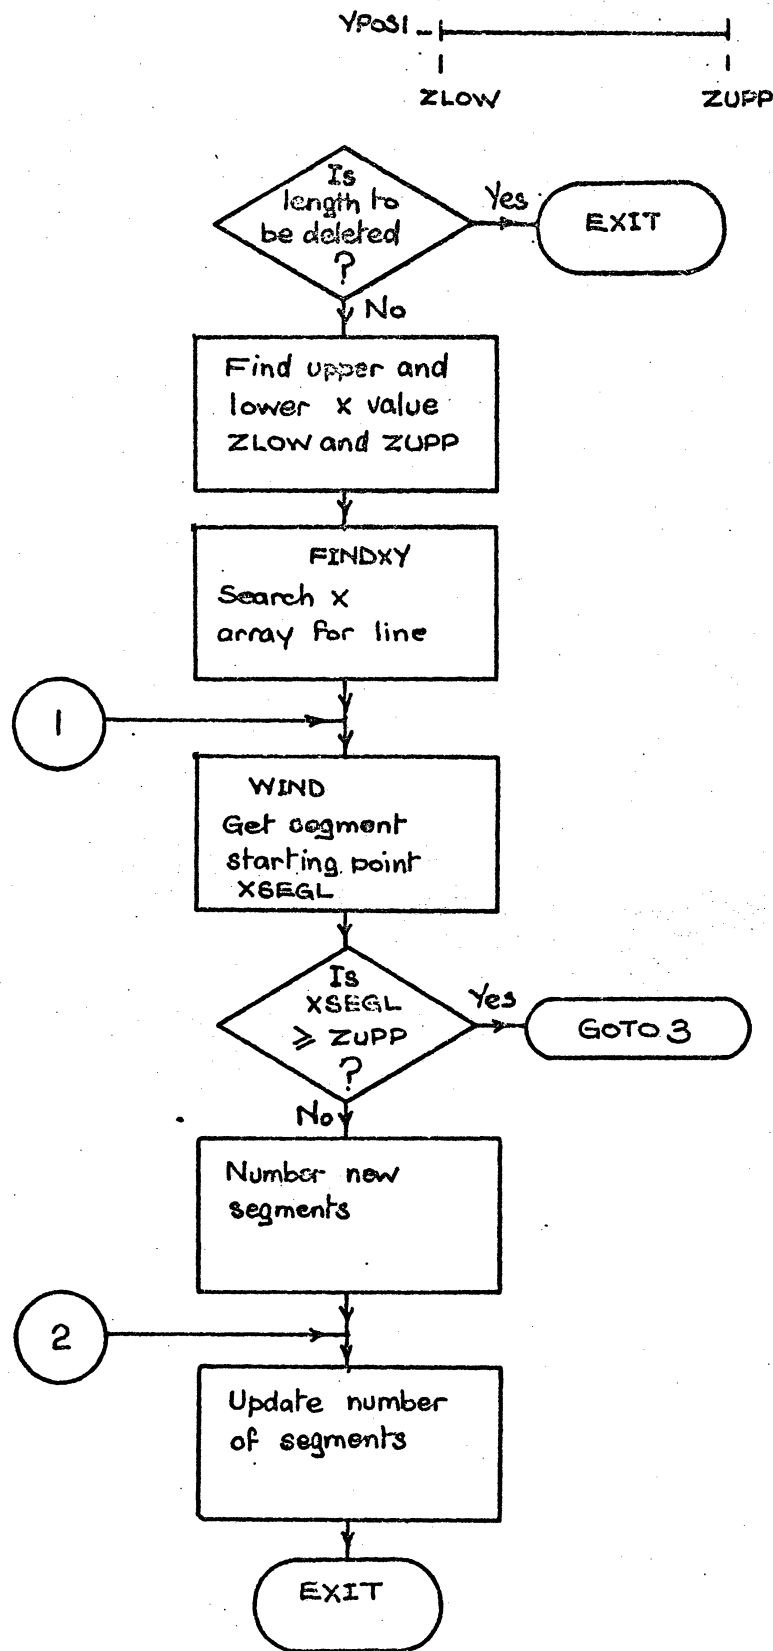 YPOS1
ZLOW ZUPP
Is
length to
be deleted
?
Yes
EXIT
No
Find upper and
lower x value
ZLOW and ZUPP
FINDXY
Search x
array for line
1
WIND
Get segment
starting point
XSEGL
Is
XSEGL
⩾ ZUPP
?
Yes
GOTO 3
No
Number new
segments
2
Update number
of segments
EXIT